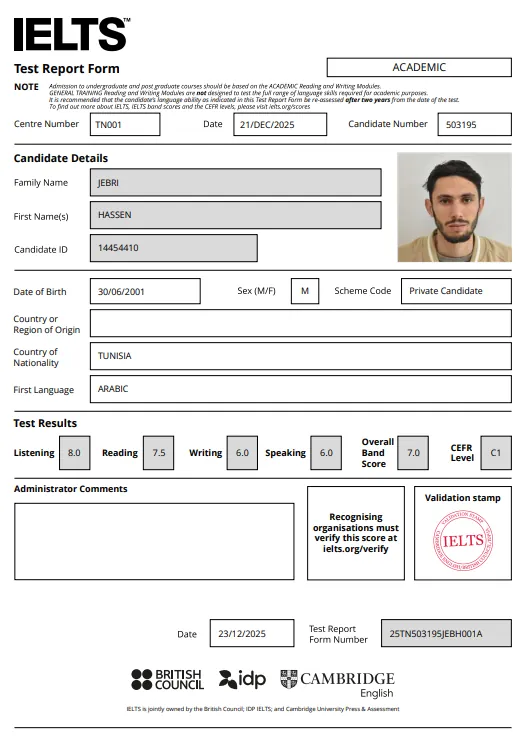 IELTS™
Test Report Form
ACADEMIC
NOTE Admission to undergraduate and post graduate courses should be based on the ACADEMIC Reading and Writing Modules.
GENERAL TRAINING Reading and Writing Modules are not designed to test the full range of language skills required for academic purposes.
It is recommended that the candidate's language ability as indicated in this Test Report Form be re-assessed after two years from the date of the test.
To find out more about IELTS, IELTS band scores and the CEFR levels, please visit ielts.org/scores
Centre Number TN001 Date 21/DEC/2025 Candidate Number 503195
Candidate Details
Family Name JEBRI
First Name(s) HASSEN
Candidate ID 14454410
Date of Birth 30/06/2001 Sex (M/F) M Scheme Code Private Candidate
Country or
Region of Origin
Country of
Nationality
TUNISIA
First Language ARABIC
Test Results
Listening 8.0 Reading 7.5 Writing 6.0 Speaking 6.0
Overall
Band
Score
7.0
CEFR
Level
C1
Administrator Comments
Recognising
organisations must
verify this score at
ielts.org/verify
Validation stamp
VALIDATION STAMP
IELTS
Date 23/12/2025
Test Report
Form Number
25TN503195JEBH001A
BRITISH
COUNCIL
idp
CAMBRIDGE
English
IELTS is jointly owned by the British Council; IDP IELTS; and Cambridge University Press & Assessment